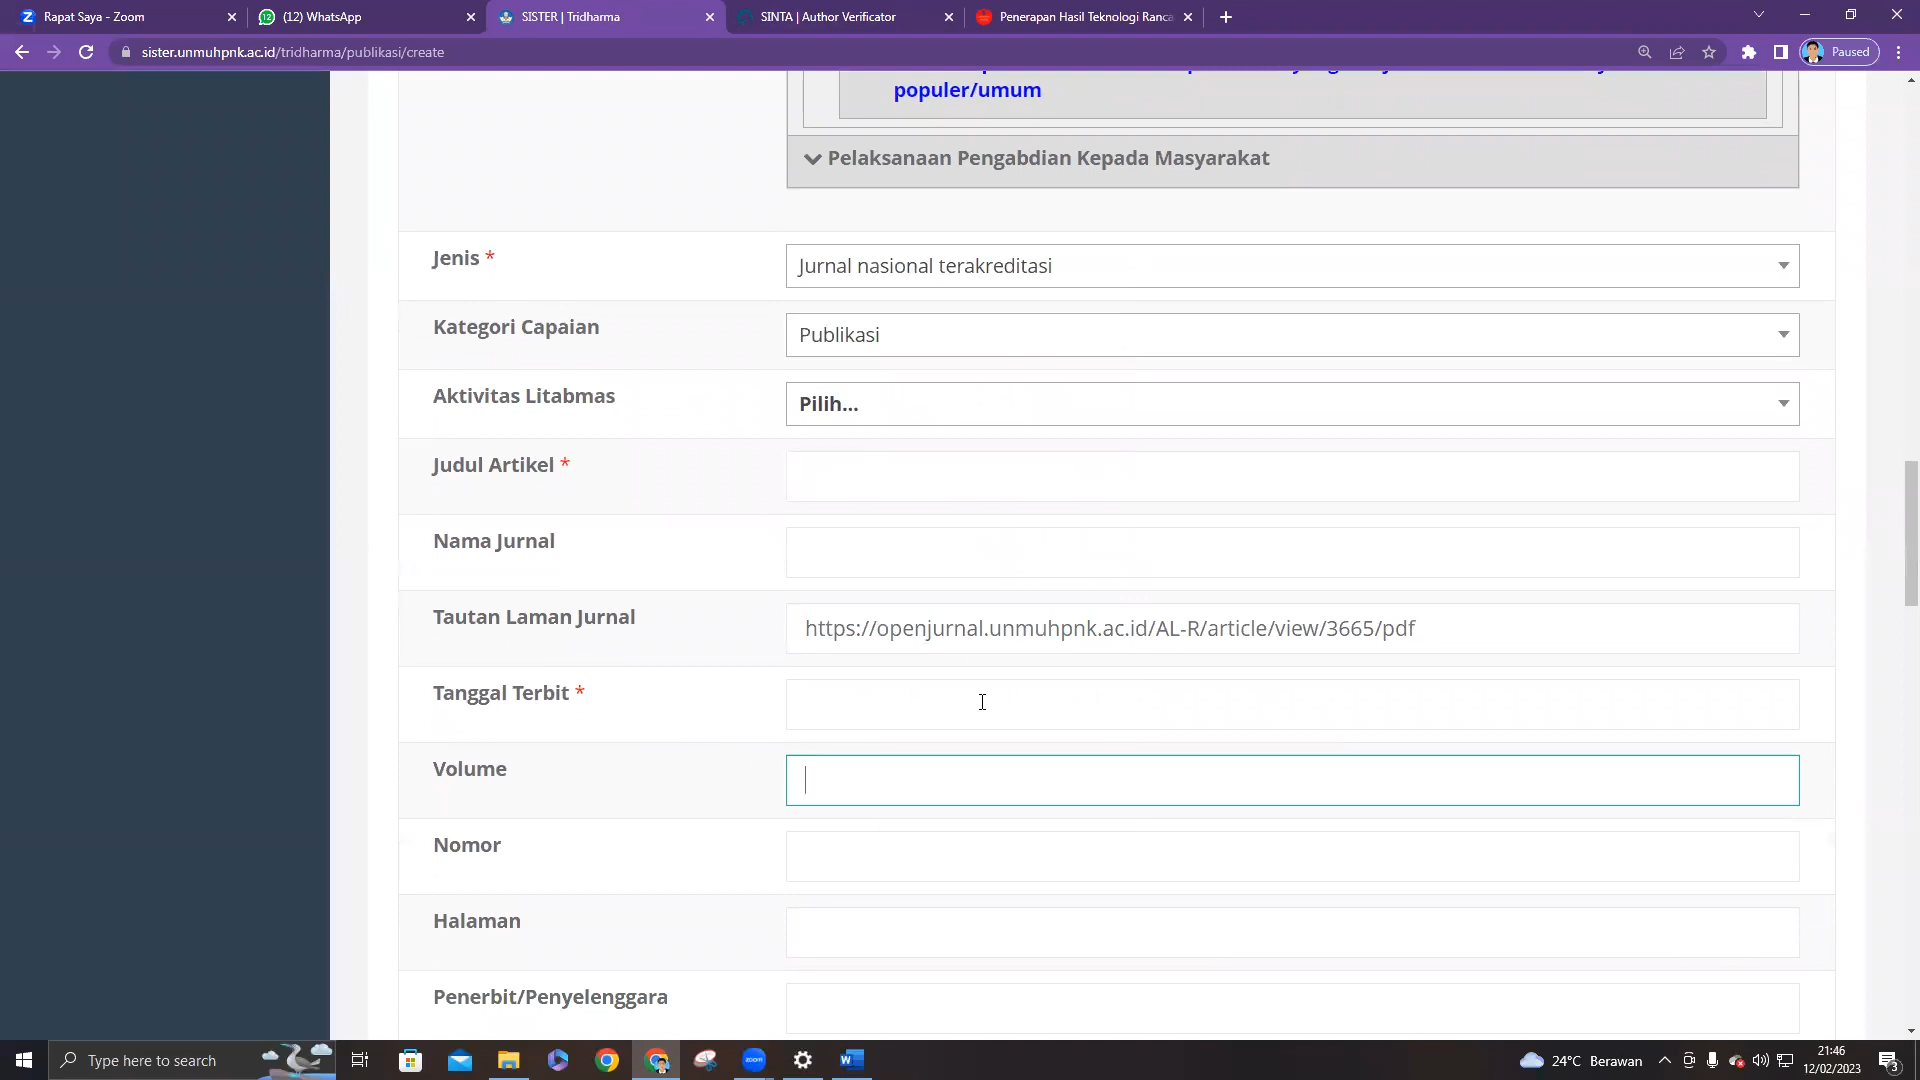 Rapat Saya - Zoom
(12) WhatsApp
SISTER | Tridharma
SINTA | Author Verificator
Penerapan Hasil Teknologi Ranca
sister.unmuhpnk.ac.id/tridharma/publikasi/create
Paused
populer/umum
Pelaksanaan Pengabdian Kepada Masyarakat
Jenis *
Jurnal nasional terakreditasi
Kategori Capaian
Publikasi
Aktivitas Litabmas
Pilih...
Judul Artikel *
Nama Jurnal
Tautan Laman Jurnal
https://openjurnal.unmuhpnk.ac.id/AL-R/article/view/3665/pdf
Tanggal Terbit *
Volume
Nomor
Halaman
Penerbit/Penyelenggara
Type here to search
zoom
24°C Berawan
21:46
12/02/2023
3